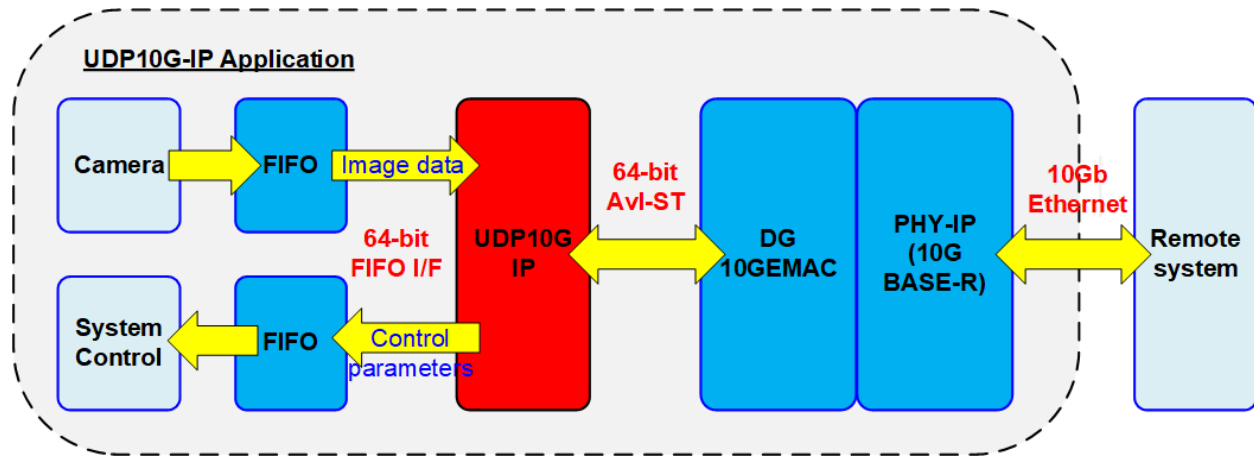 UDP10G-IP Application
Camera
FIFO
Image data
64-bit
FIFO I/F
UDP10G
IP
64-bit
Avl-ST
DG
10GEMAC
PHY-IP
(10G
BASE-R)
10Gb
Ethernet
Remote
system
System
Control
FIFO
Control
parameters